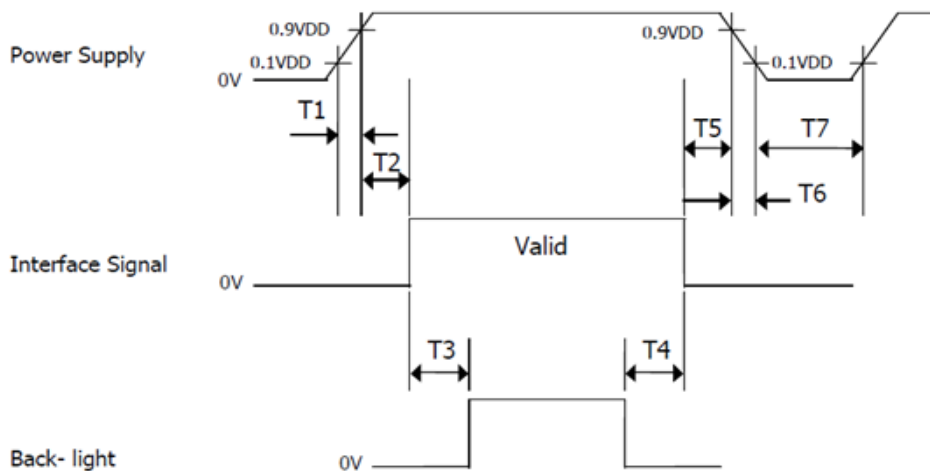 Power Supply
0.9VDD
0.1VDD
0V
0.9VDD
0.1VDD
T1
T2
T5
T7
T6
Interface Signal
Valid
0V
T3
T4
Back- light
0V